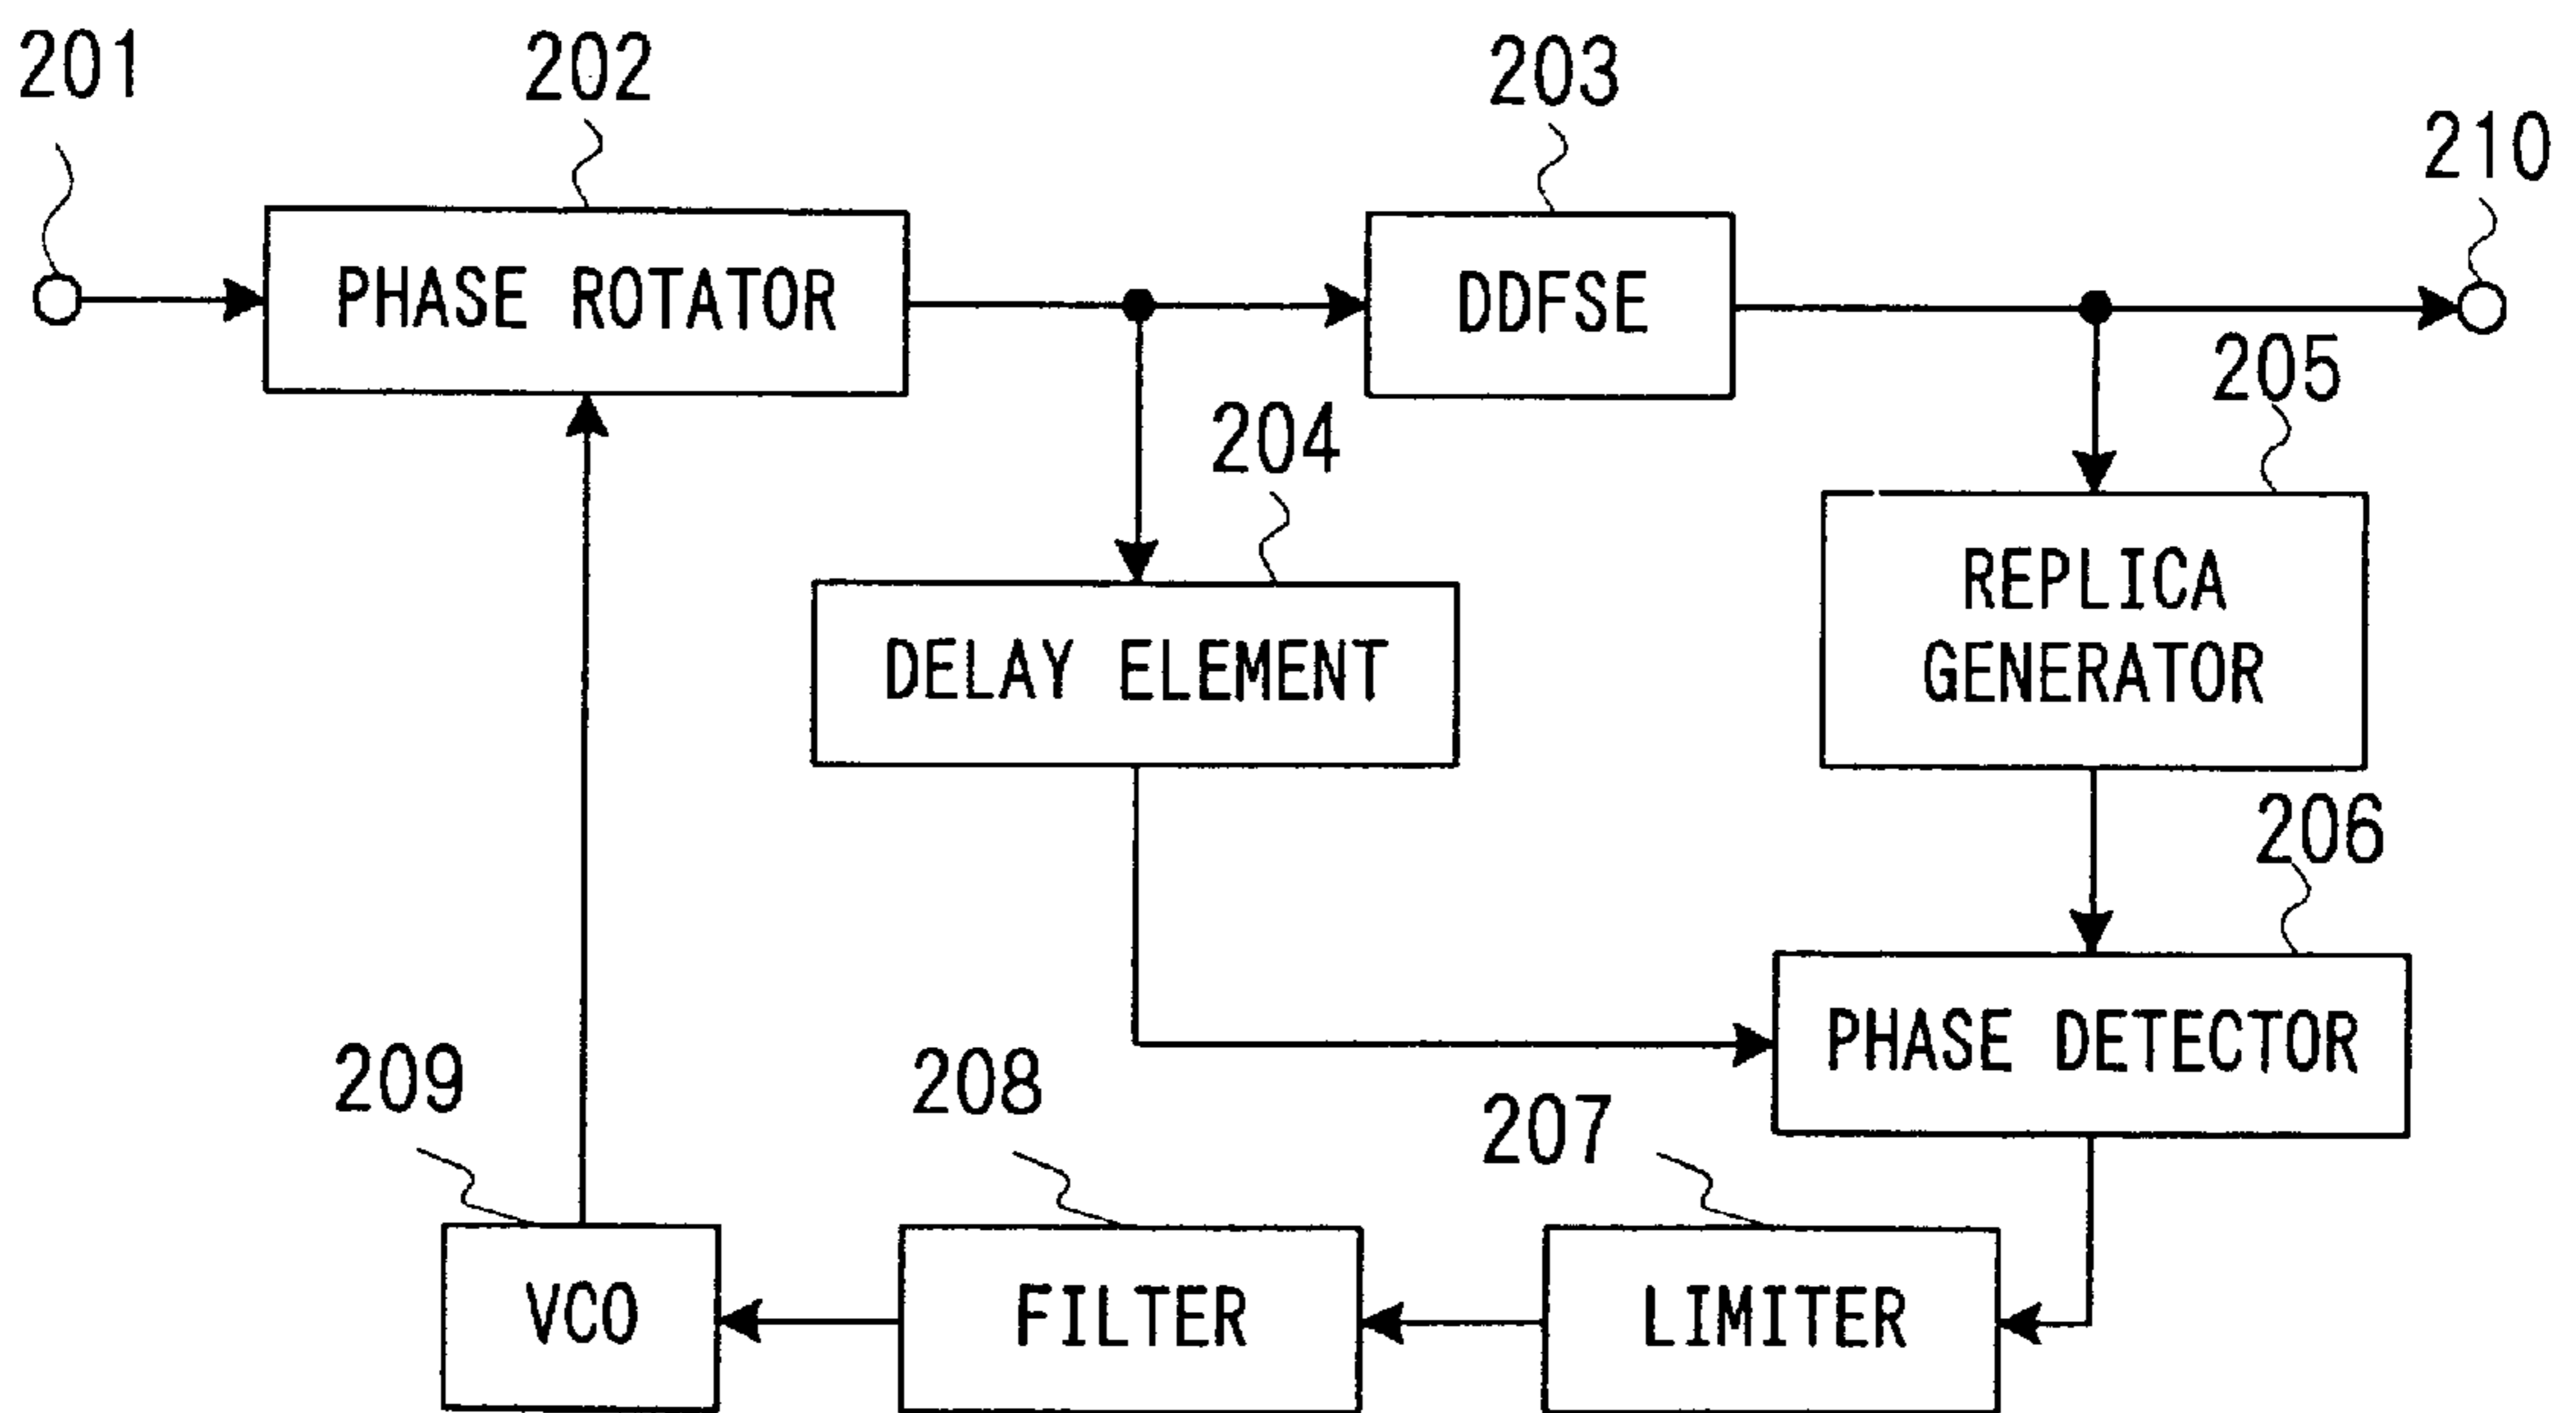 201
202
203
210
PHASE ROTATOR
DDFSE
205
204
REPLICA
GENERATOR
DELAY ELEMENT
206
PHASE DETECTOR
209
208
207
VCO
FILTER
LIMITER